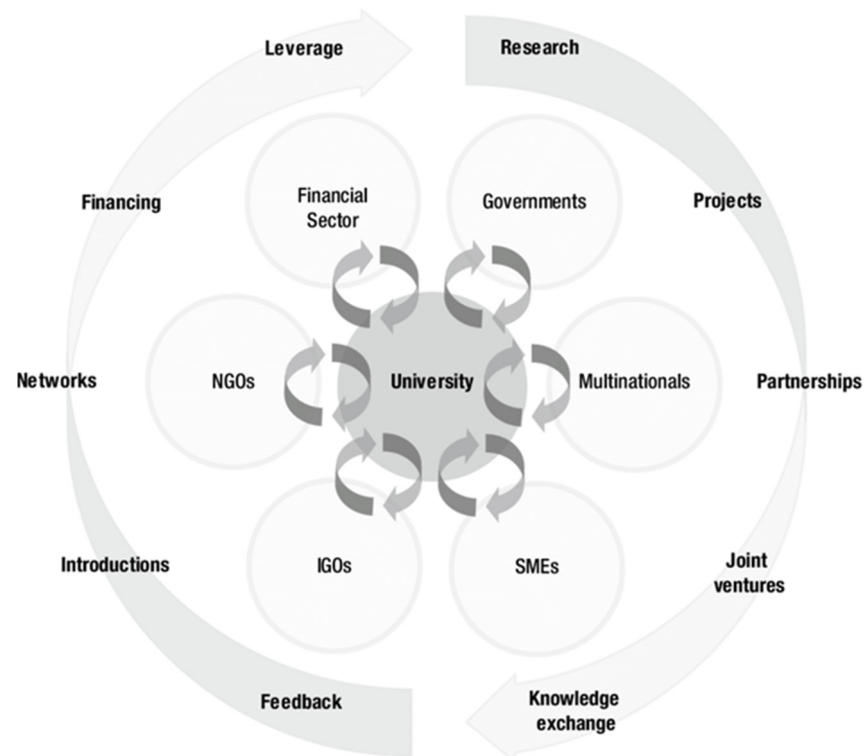 Leverage
Research
Financing
Financial
Sector
Governments
Projects
Networks
NGOs
University
Multinationals
Partnerships
Introductions
IGOs
SMEs
Joint
ventures
Feedback
Knowledge
exchange